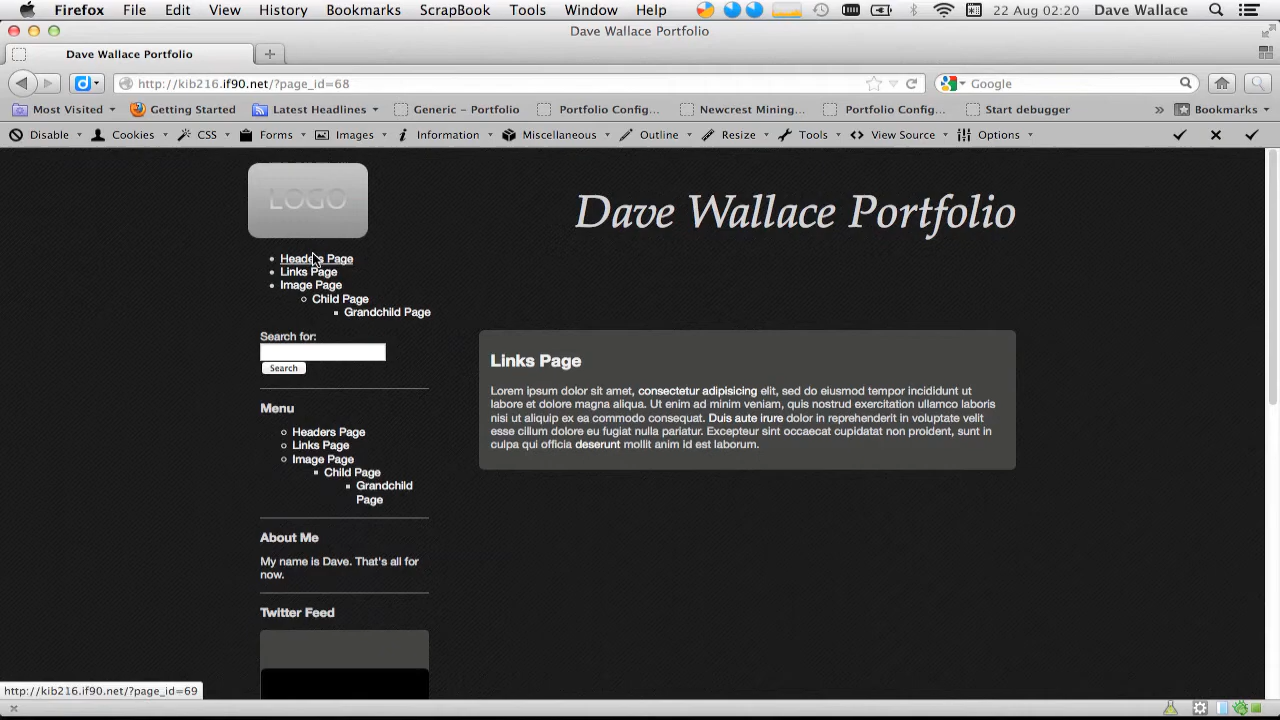 Firefox File Edit View History Bookmarks ScrapBook Tools Window Help 22 Aug 02:20 Dave Wallace
Dave Wallace Portfolio
Dave Wallace Portfolio
http://kib216.if90.net/?page_id=68 Google
Most Visited Getting Started Latest Headlines Generic - Portfolio Portfolio Config... Newcrest Mining... Portfolio Config... Start debugger » Bookmarks
Disable Cookies CSS Forms Images Information Miscellaneous Outline Resize Tools View Source Options
LOGO
Dave Wallace Portfolio
Headers Page
Links Page
Image Page
Child Page
Grandchild Page
Search for:
Search
Menu
Headers Page
Links Page
Image Page
Child Page
Grandchild
Page
About Me
My name is Dave. That's all for
now.
Twitter Feed
Links Page
Lorem ipsum dolor sit amet, consectetur adipisicing elit, sed do eiusmod tempor incididunt ut
labore et dolore magna aliqua. Ut enim ad minim veniam, quis nostrud exercitation ullamco laboris
nisi ut aliquip ex ea commodo consequat. Duis aute irure dolor in reprehenderit in voluptate velit
esse cillum dolore eu fugiat nulla pariatur. Excepteur sint occaecat cupidatat non proident, sunt in
culpa qui officia deserunt mollit anim id est laborum.
http://kib216.if90.net/?page_id=69